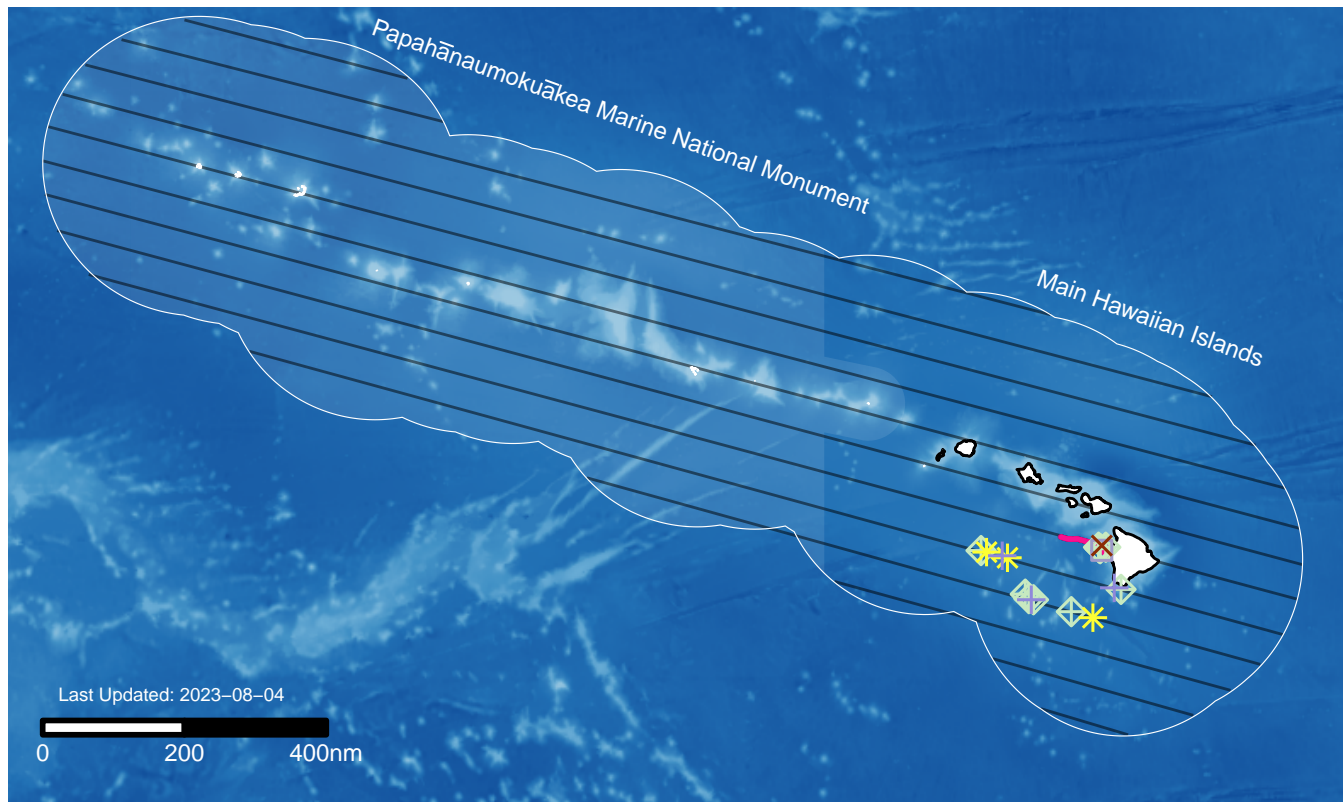 Papahānaumokuākea Marine National Monument
Main Hawaiian Islands
Last Updated: 2023−08−04
0 200 400nm